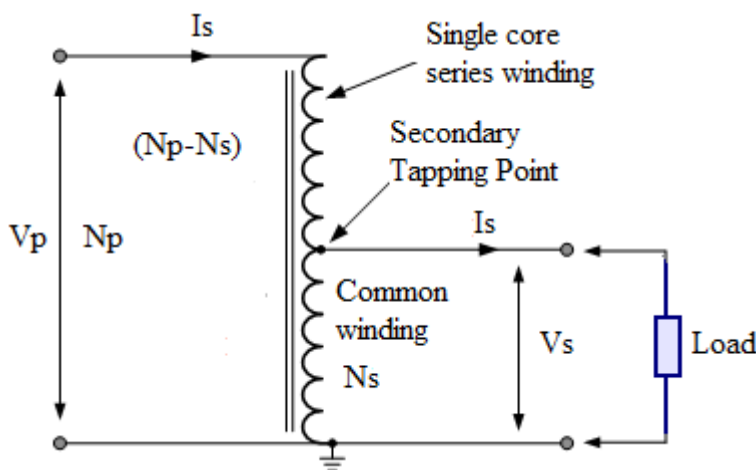 Is
Single core
series winding
(Np-Ns)
Secondary
Tapping Point
Is
Vp
Np
Common
winding
Ns
Vs
Load